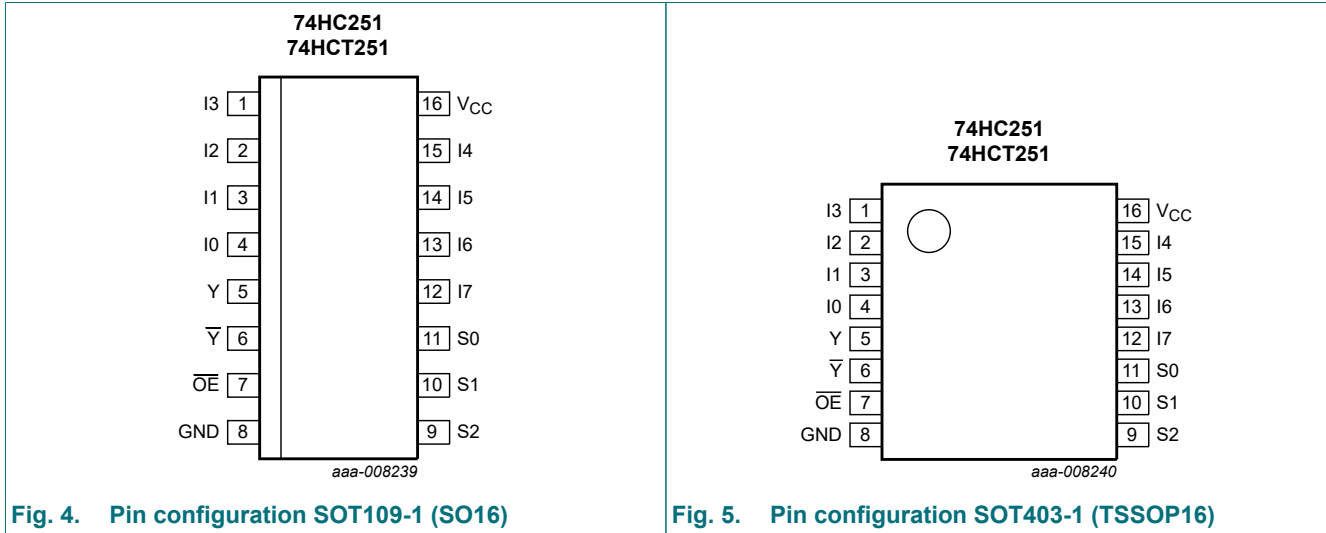 74HC251
74HCT251
I3 1 16 VCC
I2 2 15 I4
I1 3 14 I5
I0 4 13 I6
Y 5 12 I7
Y̅ 6 11 S0
O̅E̅ 7 10 S1
GND 8 9 S2
aaa-008239
Fig. 4. Pin configuration SOT109-1 (SO16)
74HC251
74HCT251
I3 1 16 VCC
I2 2 15 I4
I1 3 14 I5
I0 4 13 I6
Y 5 12 I7
Y̅ 6 11 S0
O̅E̅ 7 10 S1
GND 8 9 S2
aaa-008240
Fig. 5. Pin configuration SOT403-1 (TSSOP16)